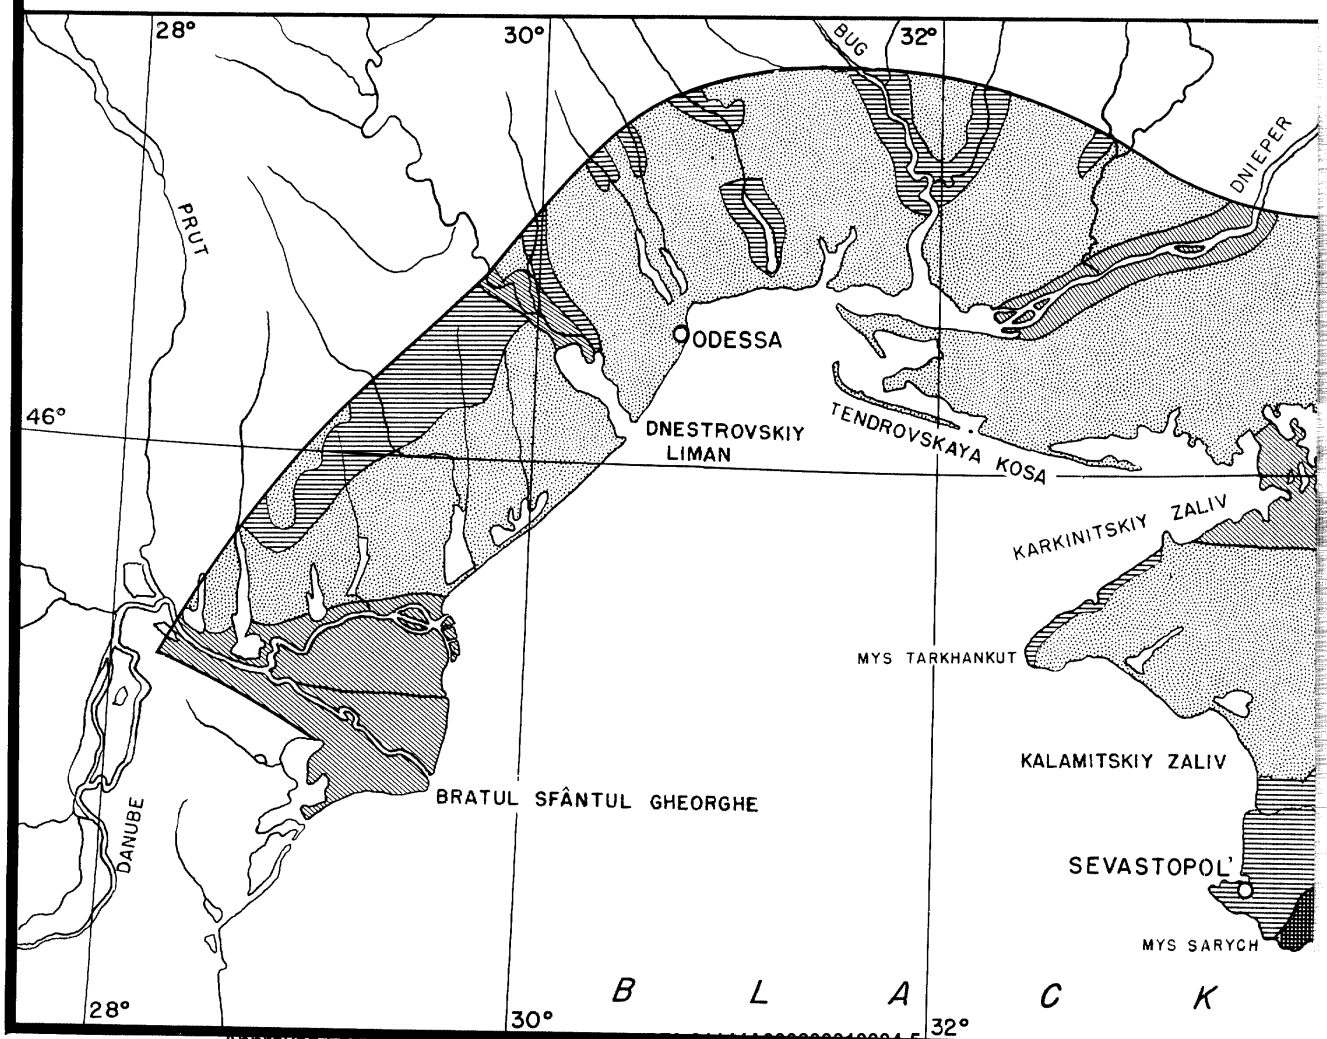 28° 30° 32°
BUG
DNIEPER
PRUT
ODESSA
46°
DNESTROVSKIY
LIMAN
TENDROVSKAYA KOSA
KARKINITSKIY ZALIV
MYS TARKHANKUT
KALAMITSKIY ZALIV
BRATUL SFÂNTUL GHEORGHE
DANUBE
SEVASTOPOL'
MYS SARYCH
B L A C K
28° 30° 32°